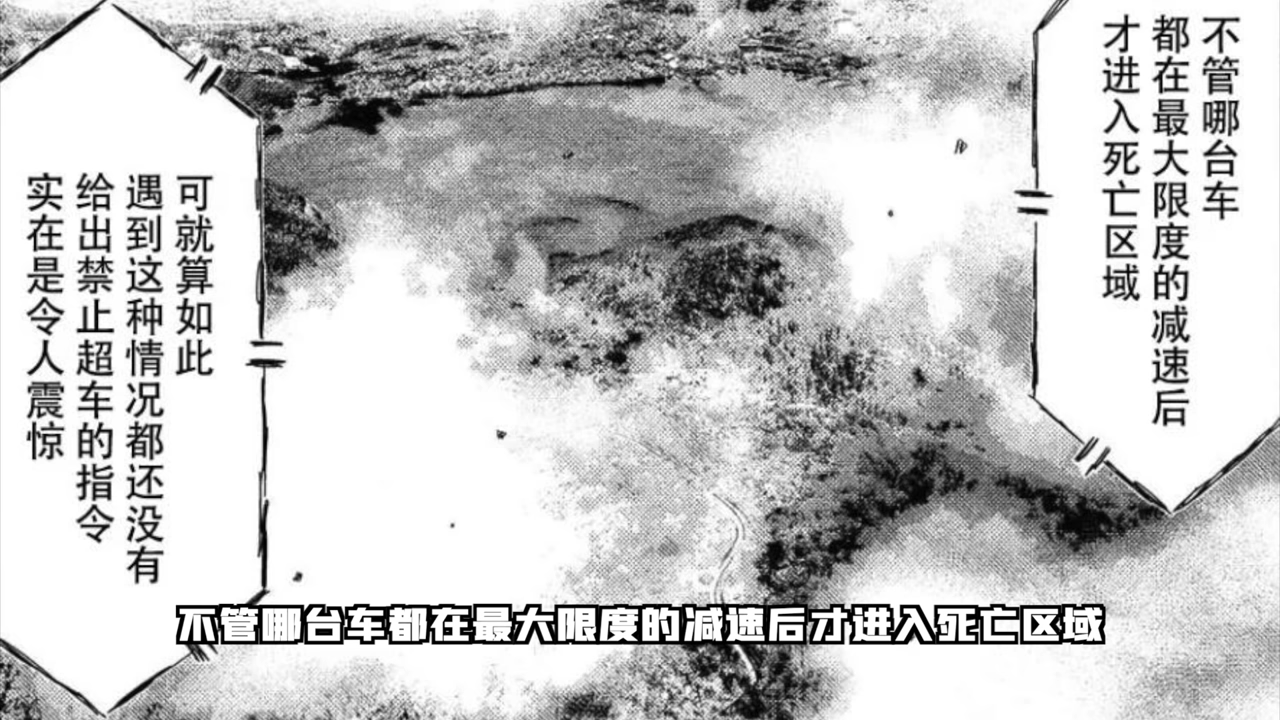 不管哪台车
都在最大限度的减速后
才进入死亡区域
可就算如此
遇到这种情况都还没有
给出禁止超车的指令
实在是令人震惊
不管哪台车都在最大限度的减速后才进入死亡区域